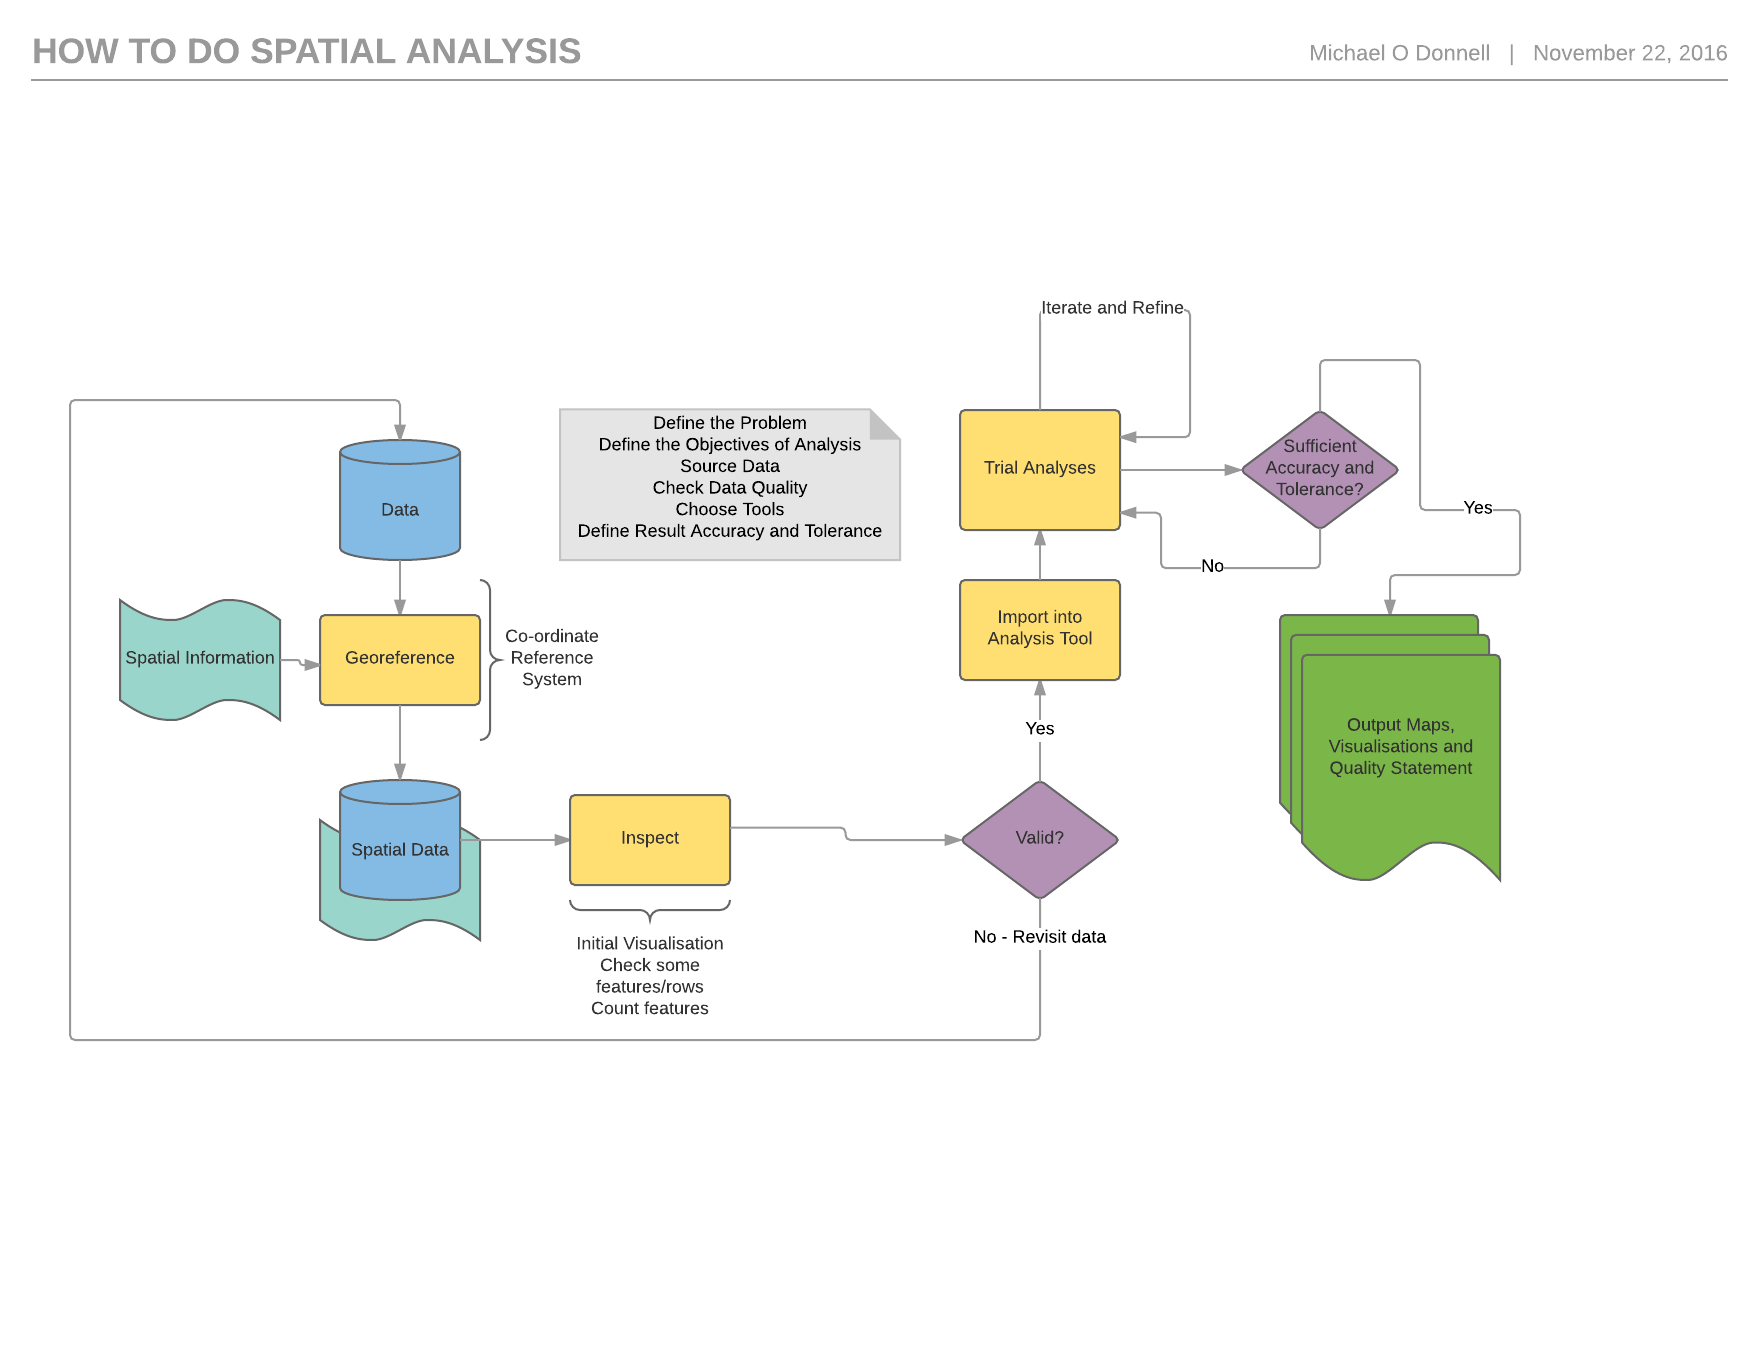 HOW TO DO SPATIAL ANALYSIS
Michael O Donnell | November 22, 2016
Iterate and Refine
Define the Problem
Define the Objectives of Analysis
Source Data
Check Data Quality
Choose Tools
Define Result Accuracy and Tolerance
Data
Trial Analyses
Sufficient
Accuracy and
Tolerance?
Yes
No
Spatial Information
Georeference
Co-ordinate
Reference
System
Import into
Analysis Tool
Yes
Output Maps,
Visualisations and
Quality Statement
Spatial Data
Inspect
Valid?
No - Revisit data
Initial Visualisation
Check some
features/rows
Count features